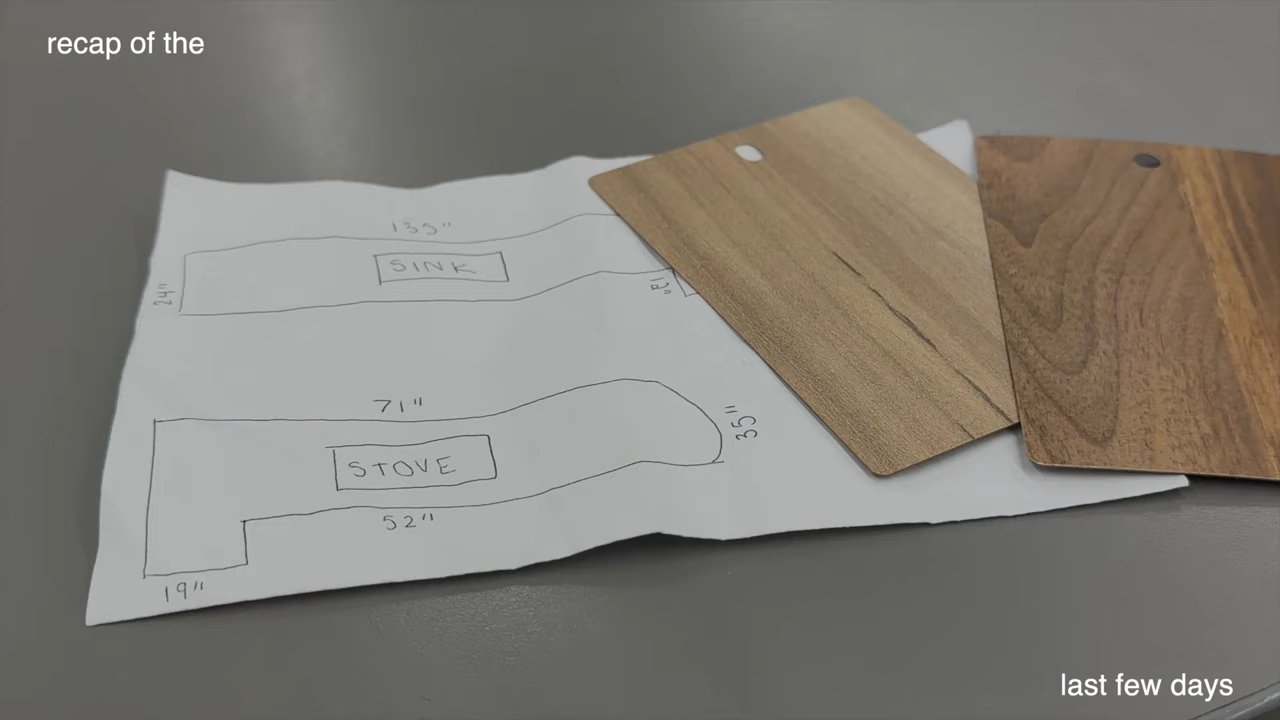 recap of the
135"
SINK
24"
71"
STOVE
35"
52"
19"
last few days